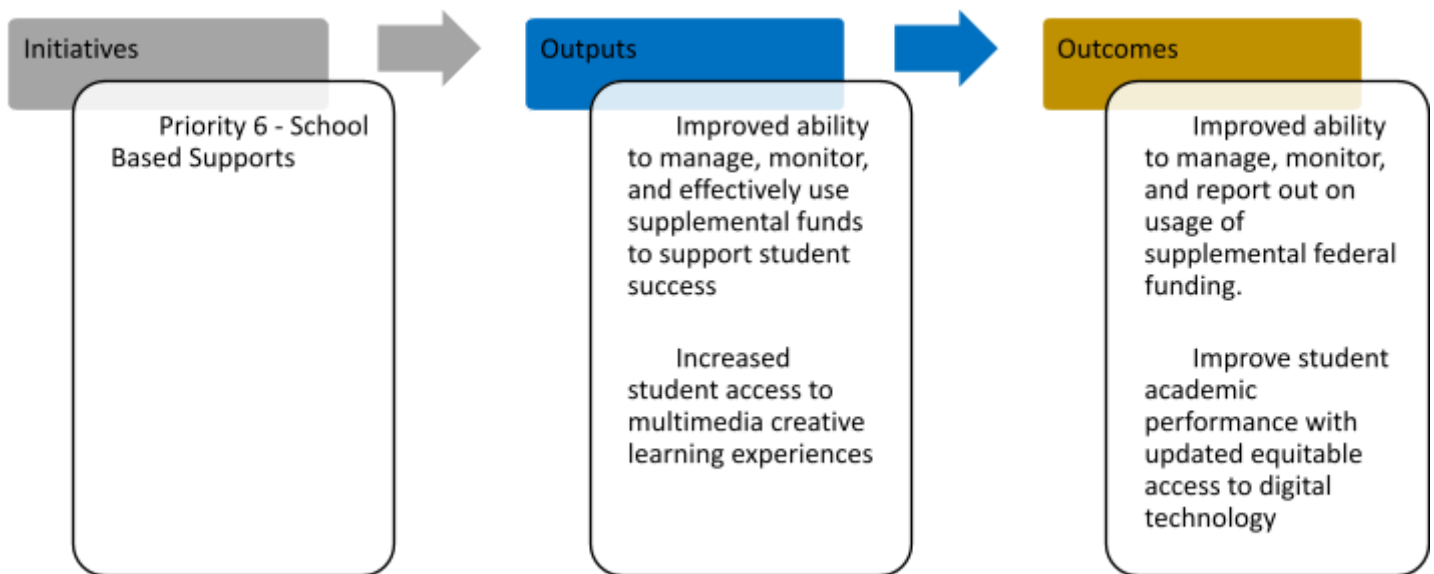 Initiatives
Priority 6 - School
Based Supports
Outputs
Improved ability
to manage, monitor,
and effectively use
supplemental funds
to support student
success
Increased
student access to
multimedia creative
learning experiences
Outcomes
Improved ability
to manage, monitor,
and report out on
usage of
supplemental federal
funding.
Improve student
academic
performance with
updated equitable
access to digital
technology